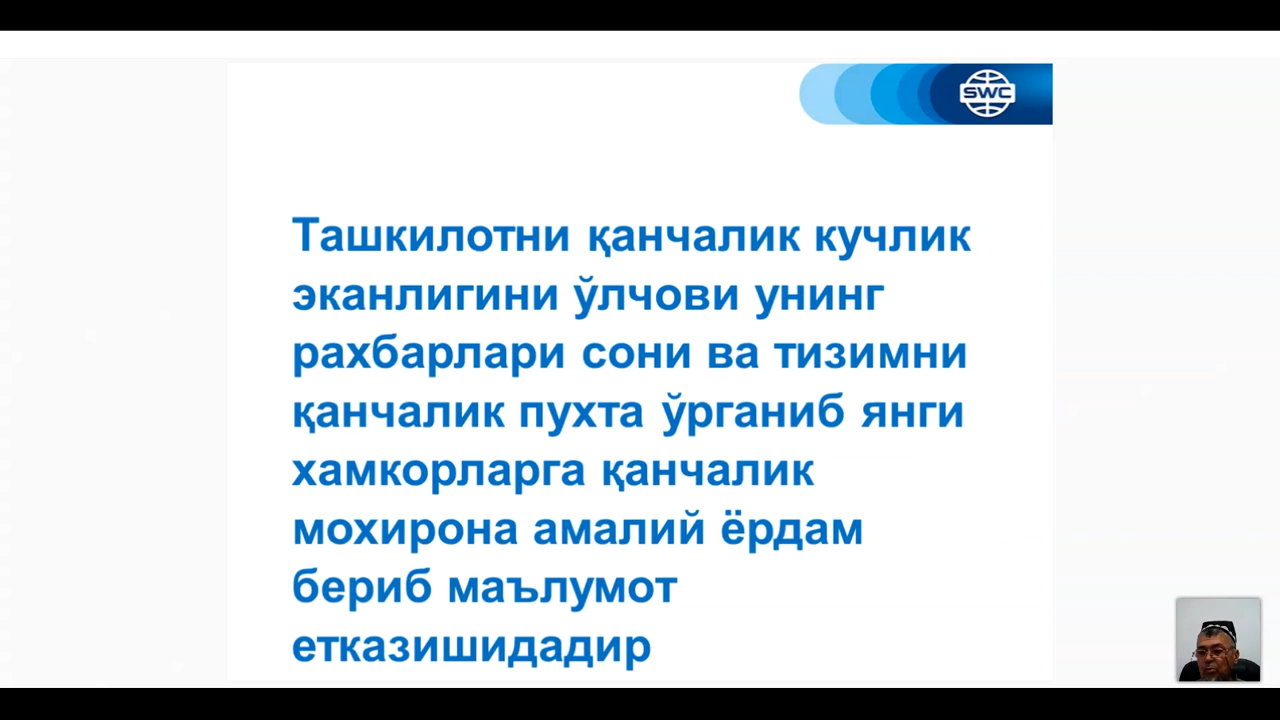 SWC
Ташкилотни қанчалик кучлик
эканлигини ўлчови унинг
рахбарлари сони ва тизимни
қанчалик пухта ўрганиб янги
хамкорларга қанчалик
мохирона амалий ёрдам
бериб маълумот
етказишидадир